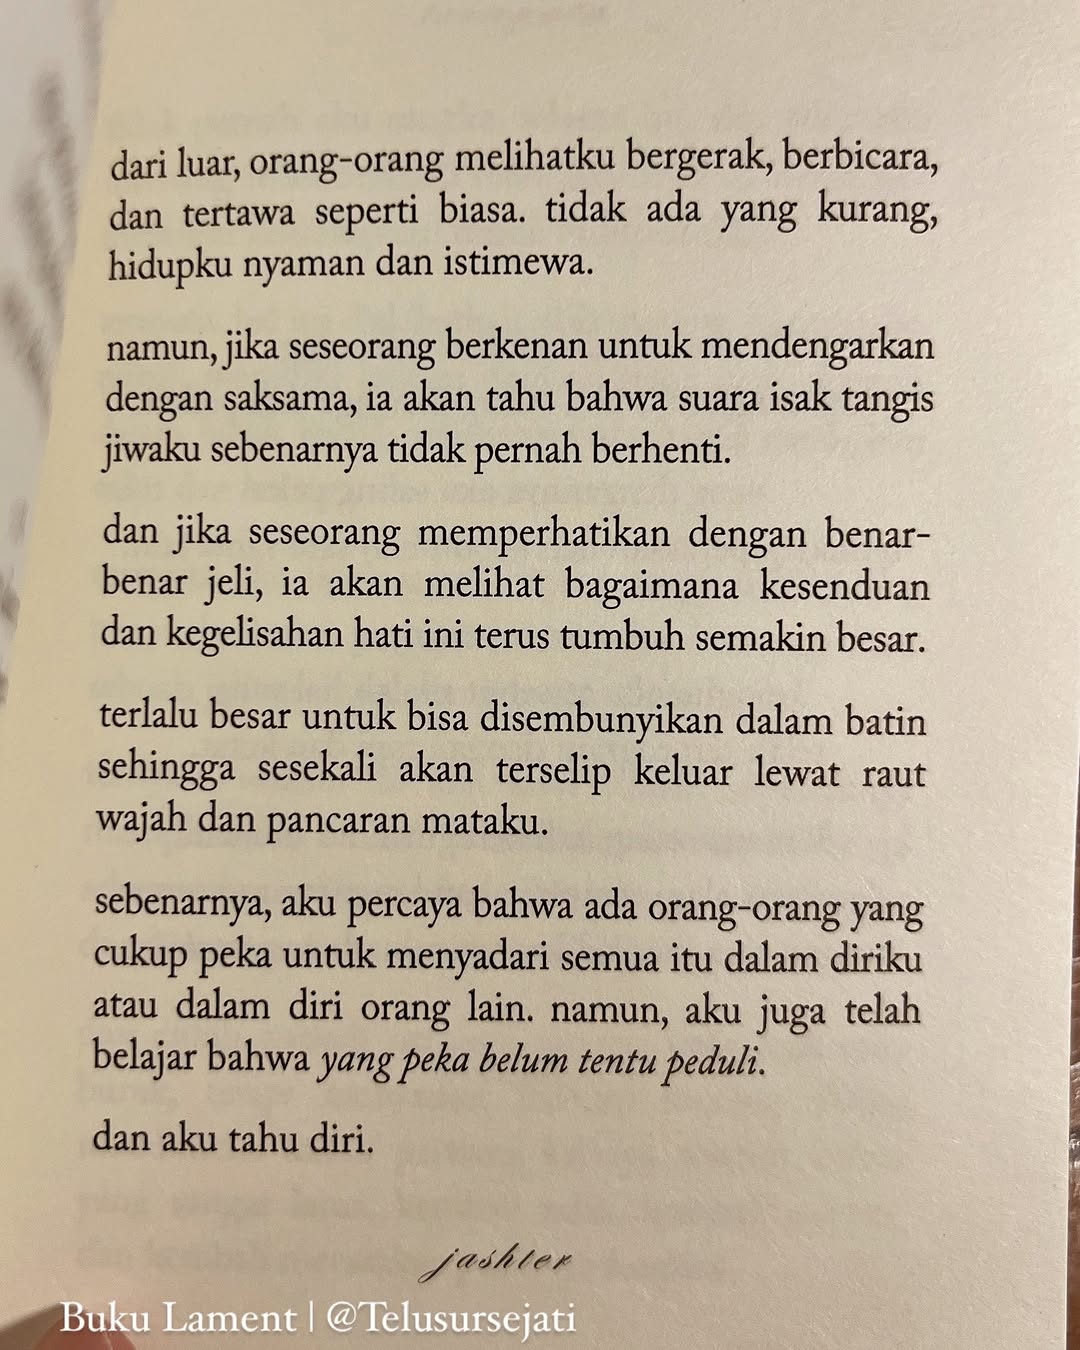 dari luar, orang-orang melihatku bergerak, berbicara,
dan tertawa seperti biasa. tidak ada yang kurang,
hidupku nyaman dan istimewa.
namun, jika seseorang berkenan untuk mendengarkan
dengan saksama, ia akan tahu bahwa suara isak tangis
jiwaku sebenarnya tidak pernah berhenti.
dan jika seseorang memperhatikan dengan benar-
benar jeli, ia akan melihat bagaimana kesenduan
dan kegelisahan hati ini terus tumbuh semakin besar.
terlalu besar untuk bisa disembunyikan dalam batin
sehingga sesekali akan terselip keluar lewat raut
wajah dan pancaran mataku.
sebenarnya, aku percaya bahwa ada orang-orang yang
cukup peka untuk menyadari semua itu dalam diriku
atau dalam diri orang lain. namun, aku juga telah
belajar bahwa yang peka belum tentu peduli.
dan aku tahu diri.
jashter
Buku Lament | @Telusursejati